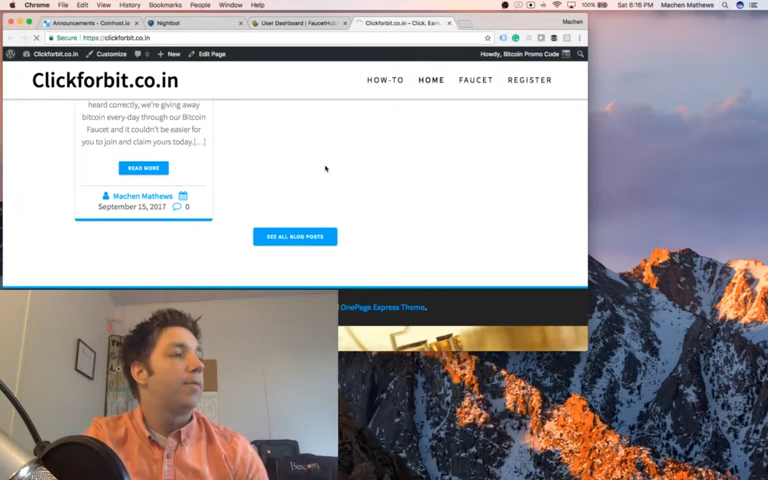 Chrome File Edit View History Bookmarks People Window Help 100% Sat 6:16 PM Machen Mathews
Announcements - Coinhost.io
Nightbot
User Dashboard | FaucetHub
Clickforbit.co.in – Click. Earn.
Machen
Secure https://clickforbit.co.in
Clickforbit.co.in Customize 0 New Edit Page Howdy, Bitcoin Promo Code
Clickforbit.co.in
HOW-TO HOME FAUCET REGISTER
heard correctly, we're giving away
bitcoin every-day through our Bitcoin
Faucet and it couldn't be easier for
you to join and claim yours today.[…]
READ MORE
Machen Mathews
September 15, 2017 0
SEE ALL BLOG POSTS
OnePage Express Theme.